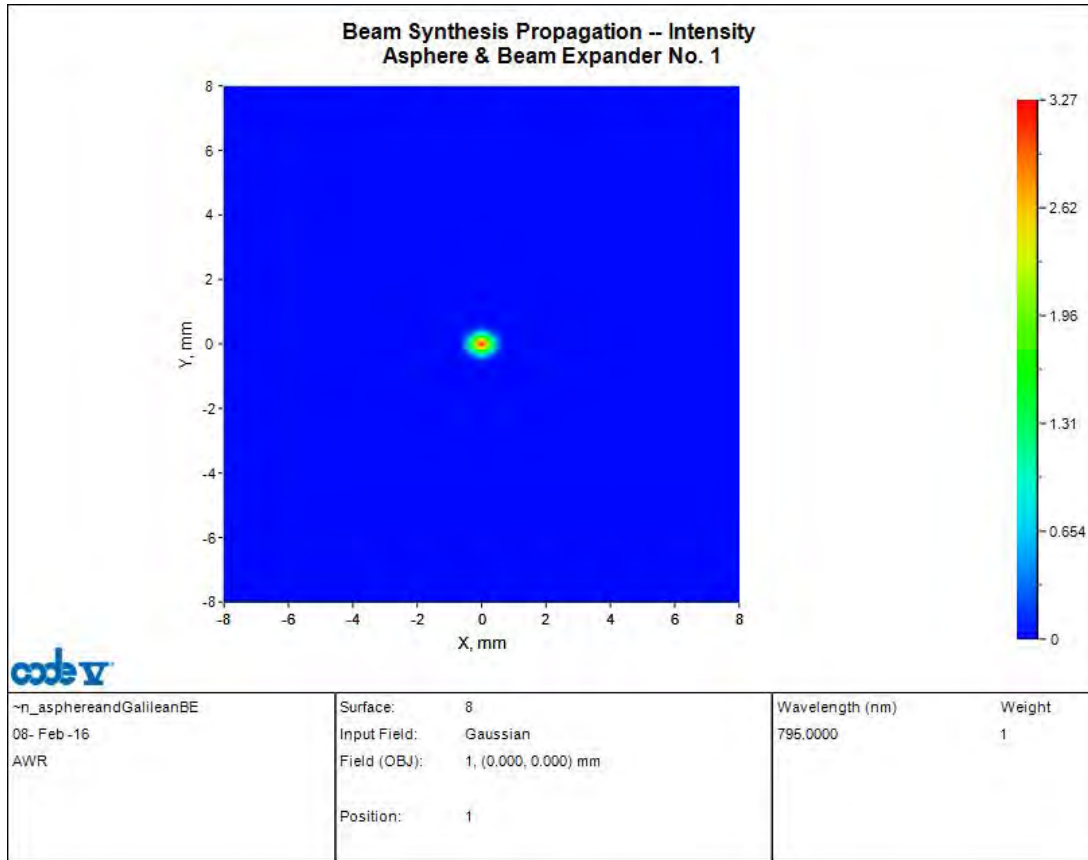 Beam Synthesis Propagation -- Intensity
Asphere & Beam Expander No. 1
8
6
4
2
0
-2
-4
-6
-8
Y, mm
-8 -6 -4 -2 0 2 4 6 8
X, mm
3.27
2.62
1.96
1.31
0.654
0
code V
~n_asphereandGalileanBE
08- Feb -16
AWR
Surface: 8
Input Field: Gaussian
Field (OBJ): 1, (0.000, 0.000) mm
Position: 1
Wavelength (nm) Weight
795.0000 1